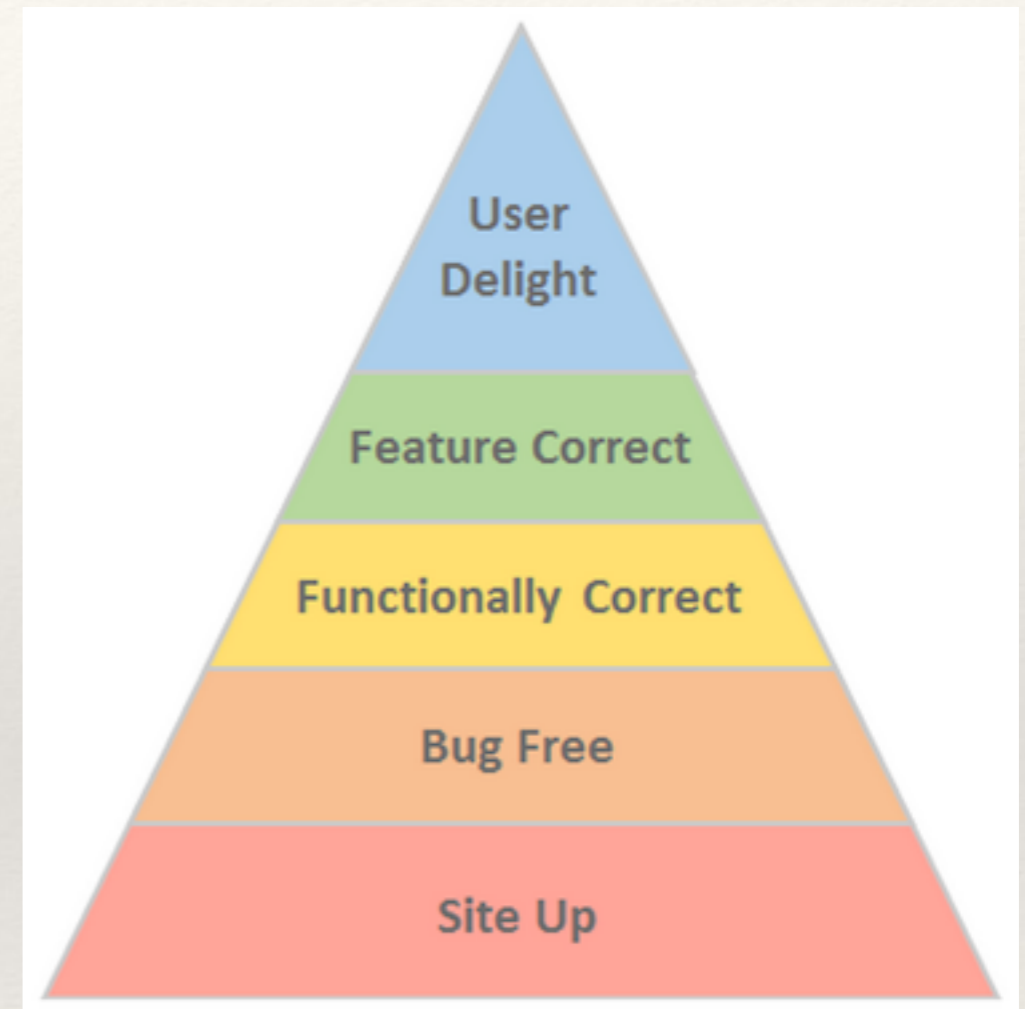 User
Delight
Feature Correct
Functionally Correct
Bug Free
Site Up